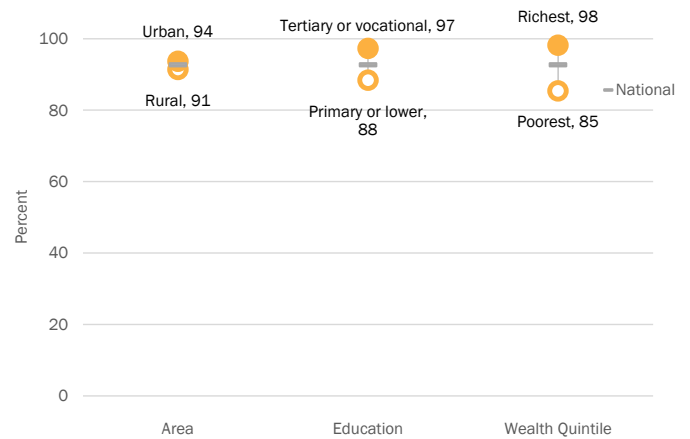 Richest, 98
Urban, 94
Tertiary or vocational, 97
100
National
Rural, 91
Primary or lower,
88
Poorest, 85
80
60
40
20
0
Percent
Area
Education
Wealth Quintile